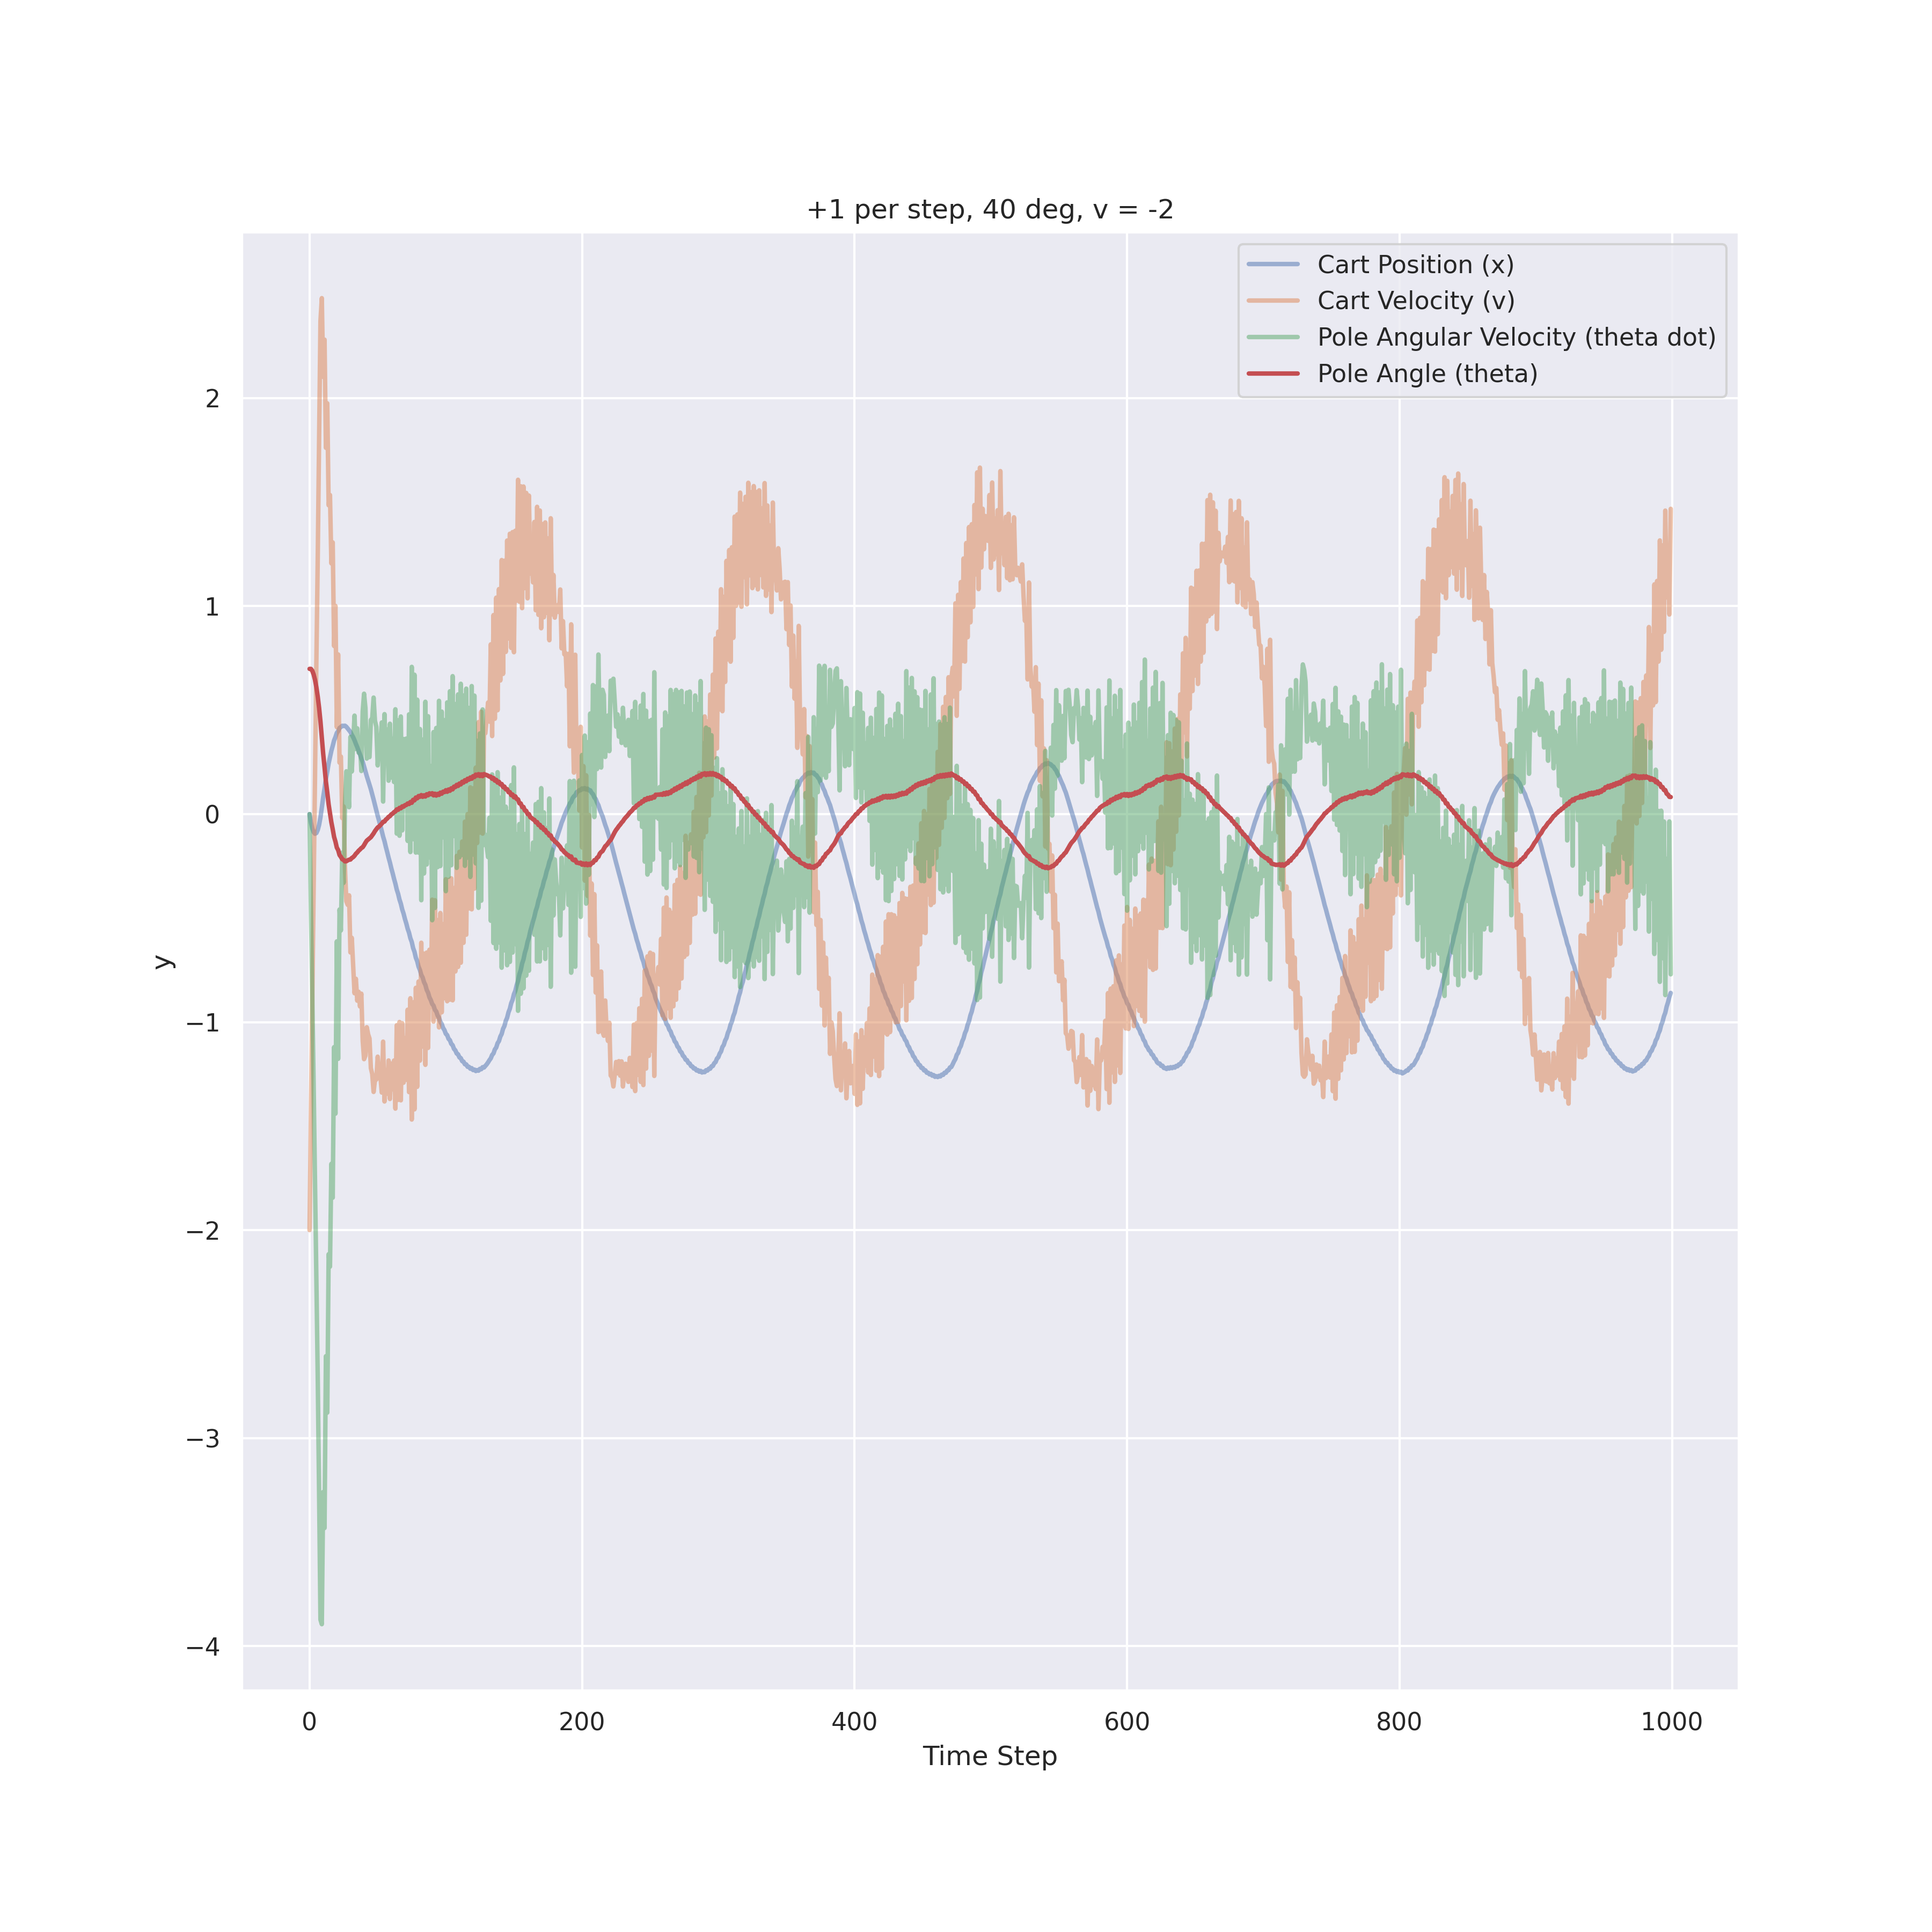 +1 per step, 40 deg, v = -2
Cart Position (x)
Cart Velocity (v)
Pole Angular Velocity (theta dot)
Pole Angle (theta)
2
1
0
−1
−2
−3
−4
y
0 200 400 600 800 1000
Time Step